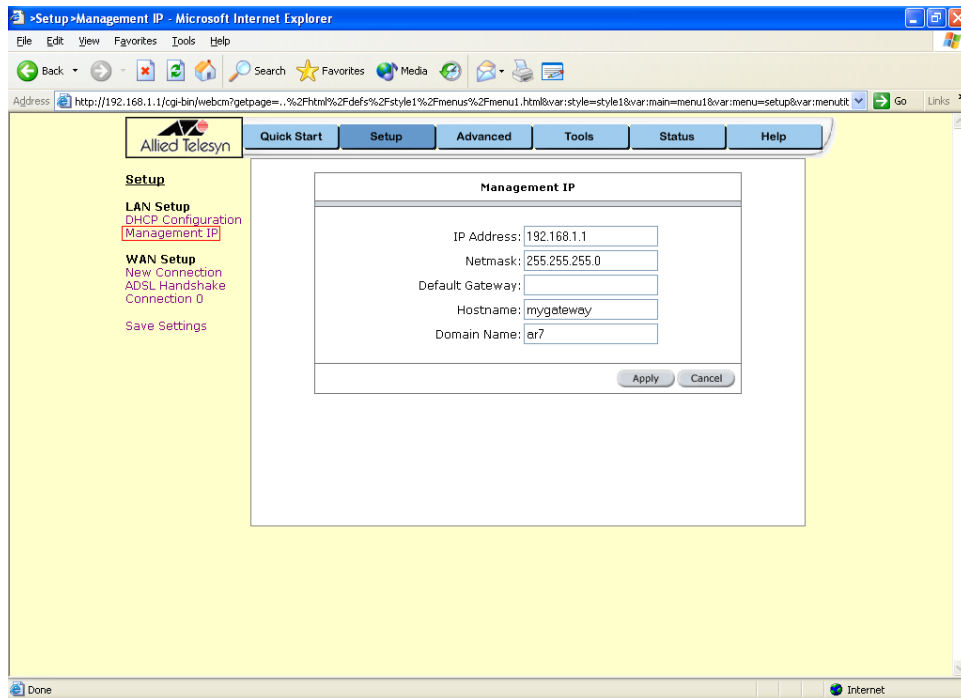 >Setup>Management IP - Microsoft Internet Explorer
File Edit View Favorites Tools Help
Back Search Favorites Media
Address http://192.168.1.1/cgi-bin/webcm?getpage=..%2Fhtml%2Fdefs%2Fstyle1%2Fmenus%2Fmenu1.html&var:style=style1&var:main=menu1&var:menu=setup&var:menutit Go Links
Allied Telesyn
Quick Start Setup Advanced Tools Status Help
Setup
LAN Setup
DHCP Configuration
Management IP
WAN Setup
New Connection
ADSL Handshake
Connection 0
Save Settings
Management IP
IP Address: 192.168.1.1
Netmask: 255.255.255.0
Default Gateway:
Hostname: mygateway
Domain Name: ar7
Apply Cancel
Done Internet